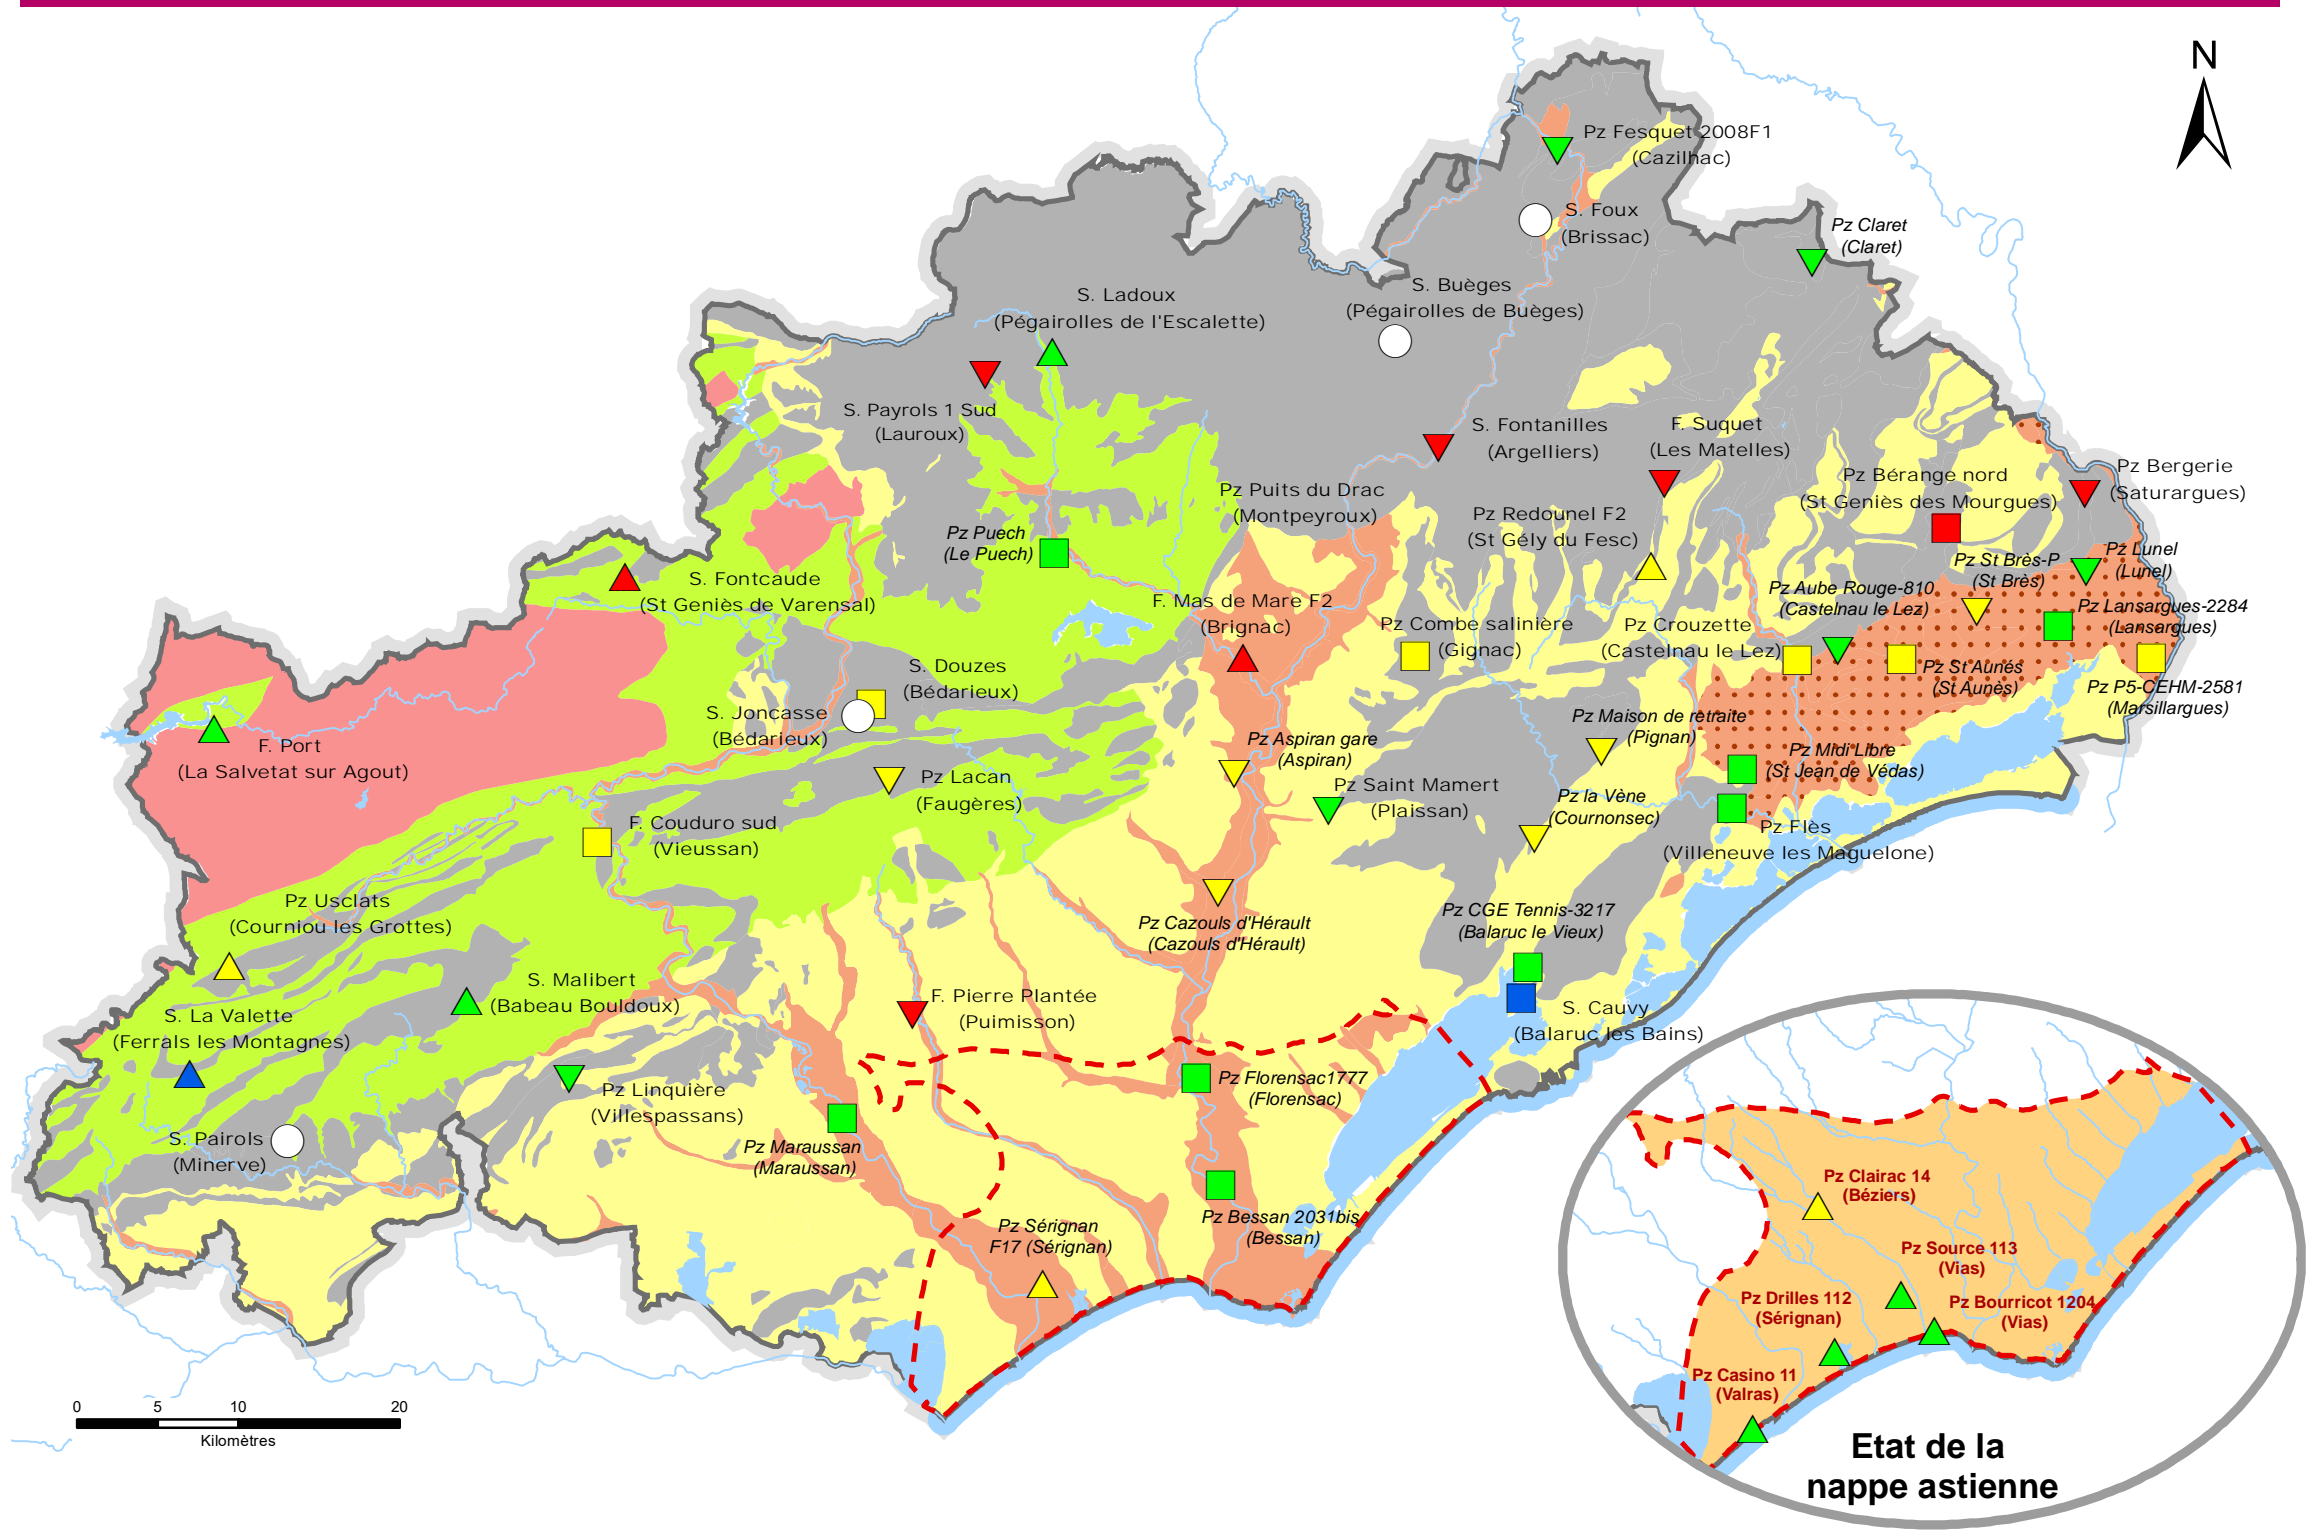 N
Pz Fesquet 2008F1
(Cazilhac)
S. Foux
(Brissac)
Pz Claret
(Claret)
S. Buèges
(Pégairolles de Buèges)
S. Ladoux
(Pégairolles de l'Escalette)
S. Payrols 1 Sud
(Lauroux)
S. Fontanilles
(Argelliers)
F. Suquet
(Les Matelles)
Pz Bérange nord
(St Geniès des Mourgues)
Pz Bergerie
(Saturargues)
Pz Puits du Drac
(Montpeyroux)
Pz Redounel F2
(St Gély du Fesc)
Pz Puech
(Le Puech)
Pz St Brès-P
(St Brès)
Pz Lunel
(Lunel)
S. Fontcaude
(St Geniès de Varensal)
F. Mas de Mare F2
(Brignac)
Pz Aube Rouge-810
(Castelnau le Lez)
Pz Lansargues-2284
(Lansargues)
Pz Combe salinière
(Gignac)
Pz Crouzette
(Castelnau le Lez)
S. Douzes
(Bédarieux)
Pz St Aunés
(St Aunès)
Pz P5-CEHM-2581
(Marsillargues)
S. Joncasse
(Bédarieux)
Pz Maison de retraite
(Pignan)
F. Port
(La Salvetat sur Agout)
Pz Aspiran gare
(Aspiran)
Pz Midi Libre
(St Jean de Védas)
Pz Lacan
(Faugères)
Pz Saint Mamert
(Plaissan)
Pz la Vène
(Cournonsec)
F. Couduro sud
(Vieussan)
Pz Flès
(Villeneuve les Maguelone)
Pz Usclats
(Courniou les Grottes)
Pz Cazouls d'Hérault
(Cazouls d'Hérault)
Pz CGE Tennis-3217
(Balaruc le Vieux)
S. Malibert
(Babeau Bouldoux)
F. Pierre Plantée
(Puimisson)
S. La Valette
(Ferrals les Montagnes)
S. Cauvy
(Balaruc les Bains)
Pz Linquière
(Villespassans)
Pz Florensac1777
(Florensac)
S. Pairols
(Minerve)
Pz Maraussan
(Maraussan)
Pz Sérignan
F17 (Sérignan)
Pz Bessan 2031bis
(Bessan)
Pz Clairac 14
(Béziers)
Pz Source 113
(Vias)
Pz Drilles 112
(Sérignan)
Pz Bourricot 1204
(Vias)
Pz Casino 11
(Valras)
Etat de la
nappe astienne
0 5 10 20
Kilomètres